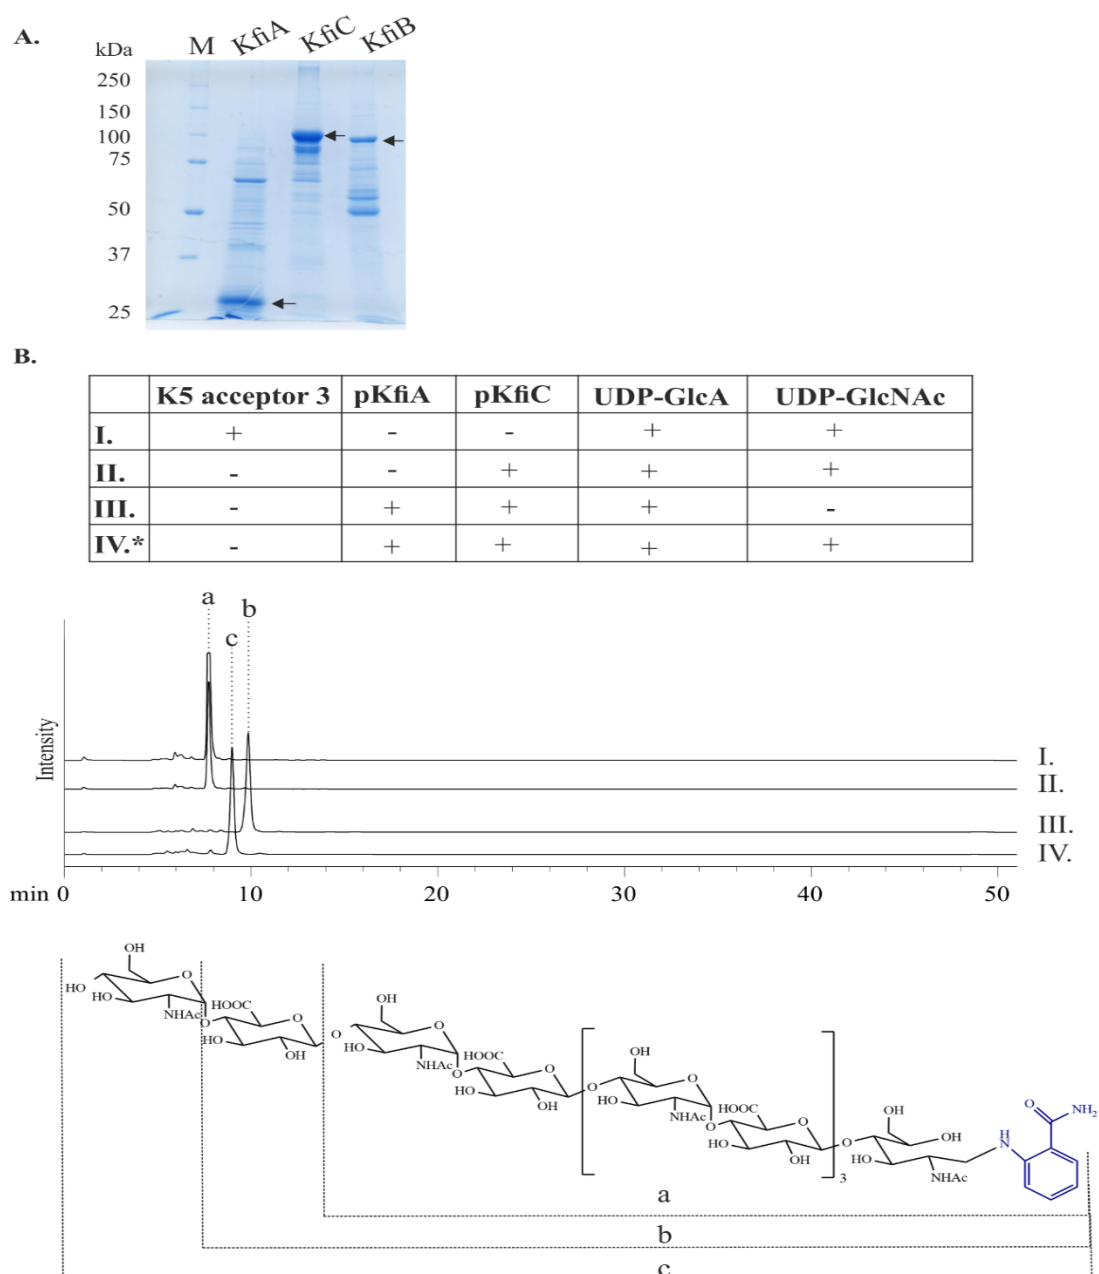 A.
kDa M KfiA KfiC KfiB
250
150
100
75
50
37
25
B.
K5 acceptor 3 pKfiA pKfiC UDP-GlcA UDP-GlcNAc
I. + - - + +
II. - - + + +
III. - + + + -
IV.* - + + + +
a
b
c
Intensity
I.
II.
III.
IV.
min 0 10 20 30 40 50
OH
HO
HO
NHAc
O
O
HOOC
O
HO
OH
O
OH
O
HO
NHAc
O
HOOC
O
HO
OH
O
OH
O
HO
NHAc
O
HOOC
O
HO
OH
3
O
OH
OH
HO
NHAc
H
N
O
NH2
a
b
c